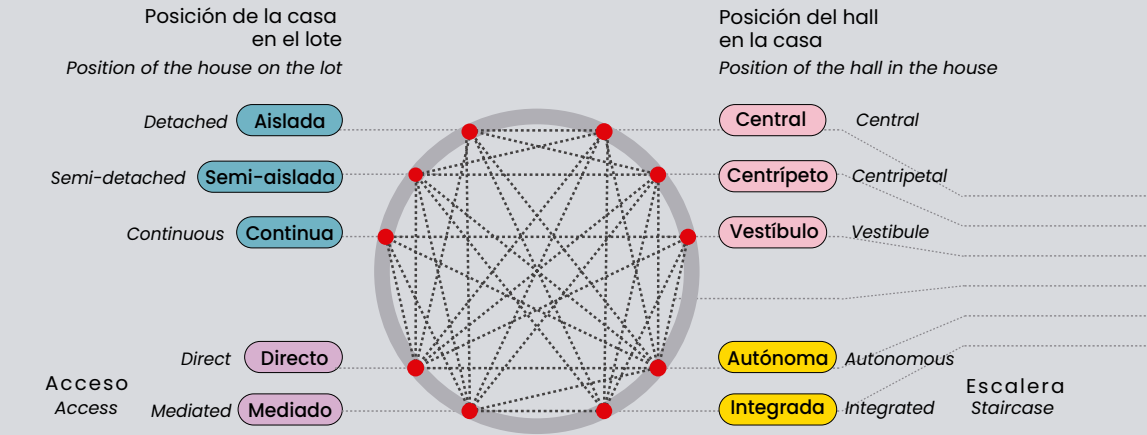 Posición de la casa
en el lote
Position of the house on the lot
Detached Aislada
Semi-detached Semi-aislada
Continuous Continua
Direct Directo
Acceso
Access
Mediated Mediado
Posición del hall
en la casa
Position of the hall in the house
Central Central
Centrípeto Centripetal
Vestíbulo Vestibule
Autónoma Autonomous
Integrada Integrated
Escalera
Staircase